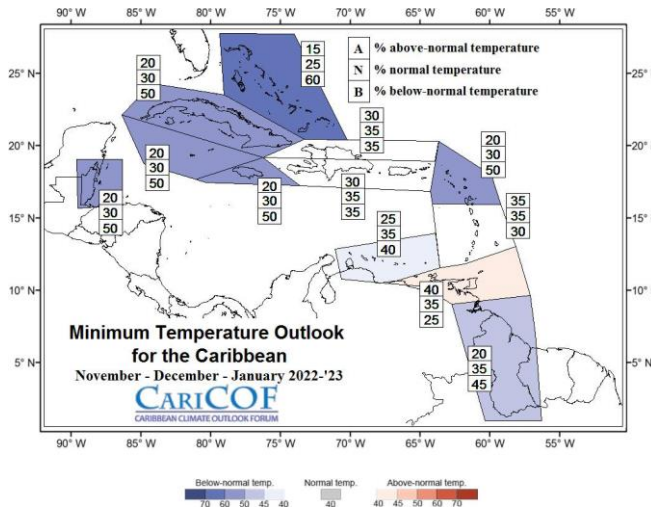 90° W 85° W 80° W 75° W 70° W 65° W 60° W 55° W
25° N
20° N
15° N
10° N
5° N
A % above-normal temperature
N % normal temperature
B % below-normal temperature
15
25
60
20
30
50
30
35
35
20
30
50
20
30
50
20
30
50
20
30
50
30
35
35
35
35
30
25
35
40
40
35
25
20
35
45
25° N
20° N
15° N
10° N
5° N
Minimum Temperature Outlook
for the Caribbean
November - December - January 2022-'23
CARICOF
CARIBBEAN CLIMATE OUTLOOK FORUM
90° W 85° W 80° W 75° W 70° W 65° W 60° W 55° W
Below-normal temp. Normal temp. Above-normal temp.
70 60 50 45 40 40 40 45 50 60 70